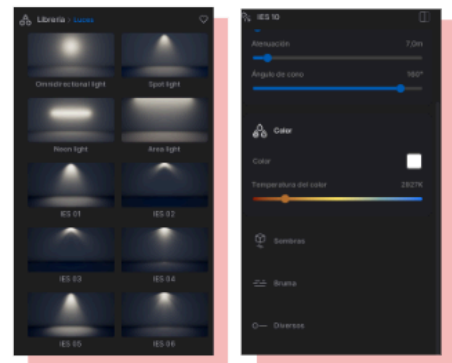 Librería > Luces
Omnidirectional light
Spot light
Neon light
Area light
IES 01
IES 02
IES 03
IES 04
IES 05
IES 06
IES 10
Atenuación
7,0m
Ángulo de cono
160°
Color
Color
Temperatura del color
2827K
Sombras
Bruma
Diversos